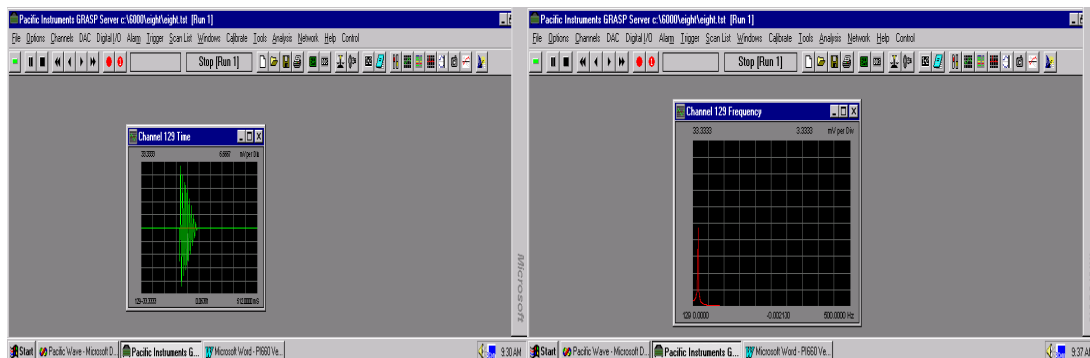 Pacific Instruments GRASP Server c:\6000\eight\eight.tst [Run 1]
File Options Channels DAC Digital I/O Alarm Trigger Scan List Windows Calibrate Tools Analysis Network Help Control
Stop [Run 1]
Channel 129 Time
33.3333 6.6667 mV per Div
129-33.3333 512.0000 mS
Start Pacific Wave - Microsoft D... Pacific Instruments G... Microsoft Word - PI660 Ve... 9:30 AM
Microsoft
Pacific Instruments GRASP Server c:\6000\eight\eight.tst [Run 1]
File Options Channels DAC Digital I/O Alarm Trigger Scan List Windows Calibrate Tools Analysis Network Help Control
Stop [Run 1]
Channel 129 Frequency
33.3333 3.3333 mV per Div
129 0.0000 -0.002130 500.0000 Hz
Start Pacific Wave - Microsoft D... Pacific Instruments G... Microsoft Word - PI660 Ve... 9:37